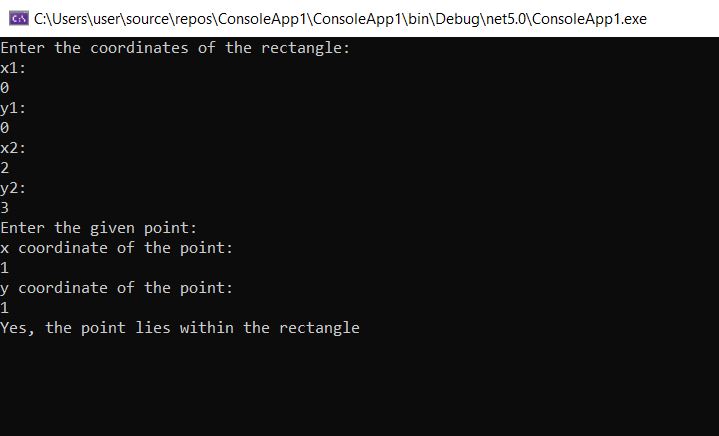 C:\Users\user\source\repos\ConsoleApp1\ConsoleApp1\bin\Debug\net5.0\ConsoleApp1.exe
Enter the coordinates of the rectangle:
x1:
0
y1:
0
x2:
2
y2:
3
Enter the given point:
x coordinate of the point:
1
y coordinate of the point:
1
Yes, the point lies within the rectangle